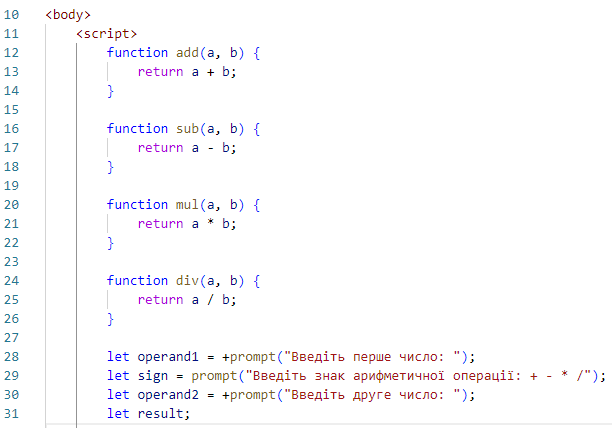 10 <body>
11 <script>
12 function add(a, b) {
13 return a + b;
14 }
15
16 function sub(a, b) {
17 return a - b;
18 }
19
20 function mul(a, b) {
21 return a * b;
22 }
23
24 function div(a, b) {
25 return a / b;
26 }
27
28 let operand1 = +prompt("Введіть перше число: ");
29 let sign = prompt("Введіть знак арифметичної операції: + - * /");
30 let operand2 = +prompt("Введіть друге число: ");
31 let result;